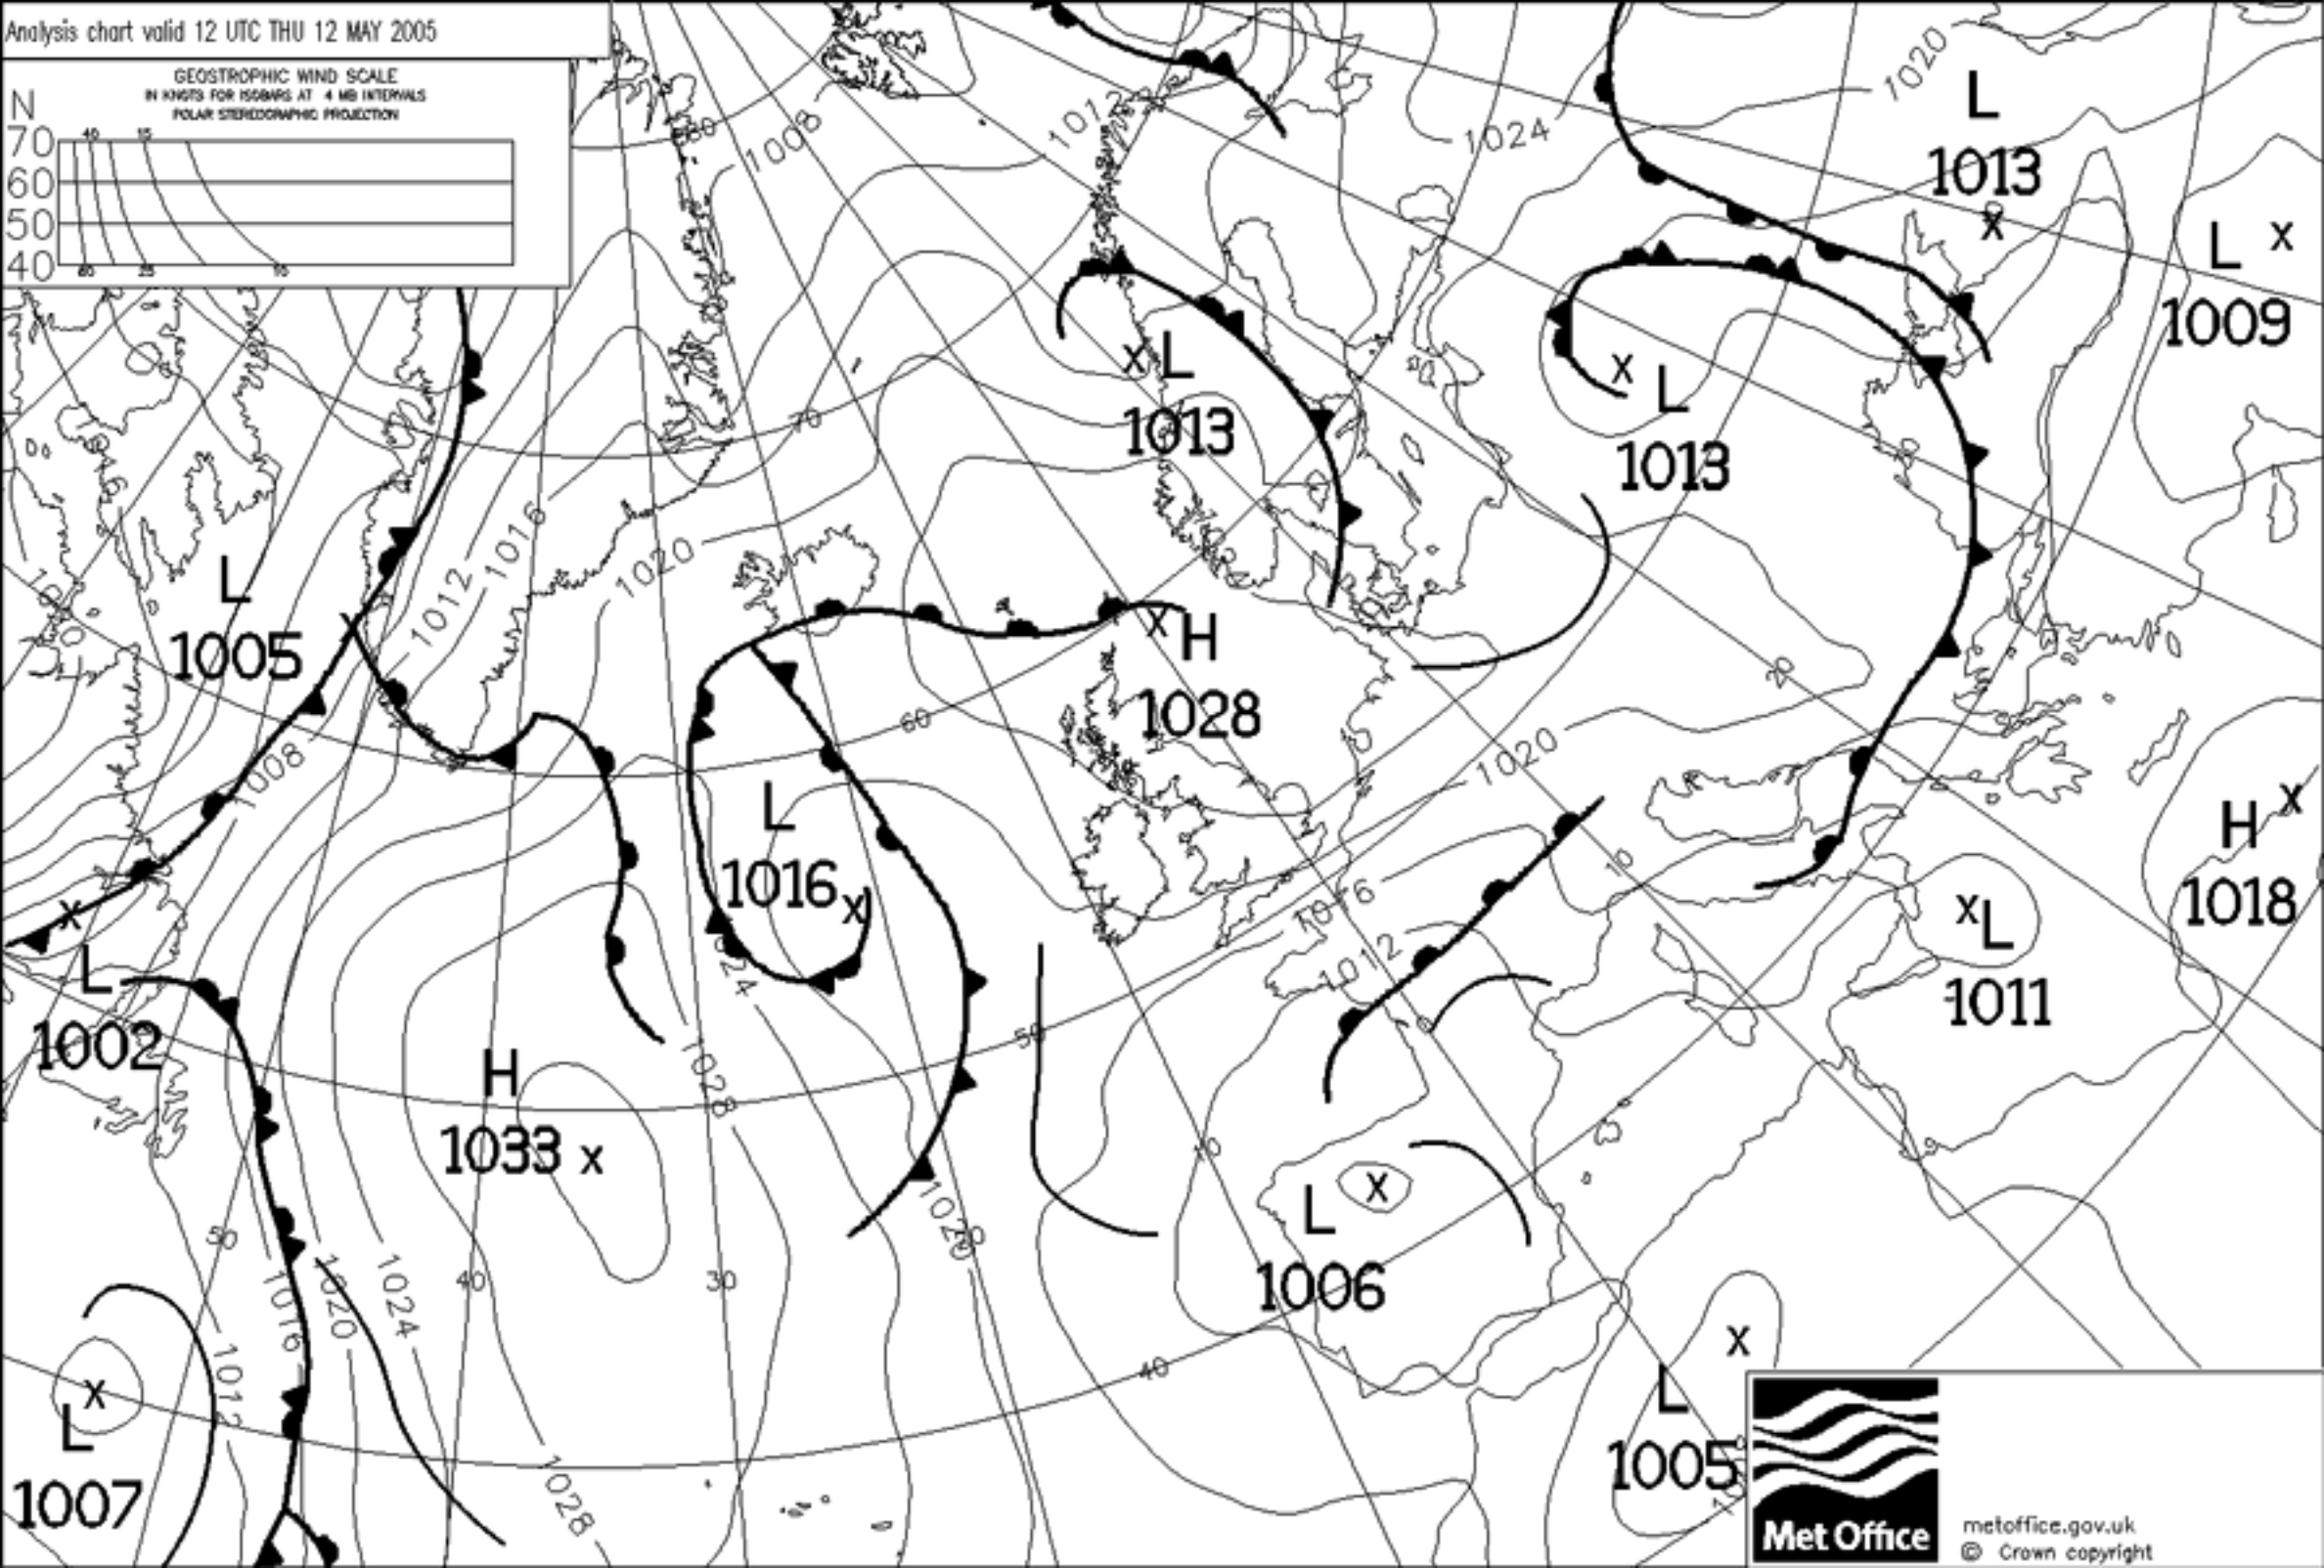 Analysis chart valid 12 UTC THU 12 MAY 2005
GEOSTROPHIC WIND SCALE
IN KNOTS FOR ISOBARS AT 4 MB INTERVALS
POLAR STEREOGRAPHIC PROJECTION
N
40 15
70
60
50
40
80 25 10
80
1008
1012
1024
1020
L
1013
x
L x
1009
x L
1013
x L
1013
70
1016
1012
1020
L
1005
x
x H
1028
60
20
1020
1008
L
1016 x
10
H x
1018
x
L
1002
1016
1012
x L
1011
1024
50
0
H
1033 x
1028
10
L x
1006
50
40
30
1020
20
1016
1020
1024
1012
x
L
1007
40
x
L
1005
1028
Met Office
metoffice.gov.uk
© Crown copyright